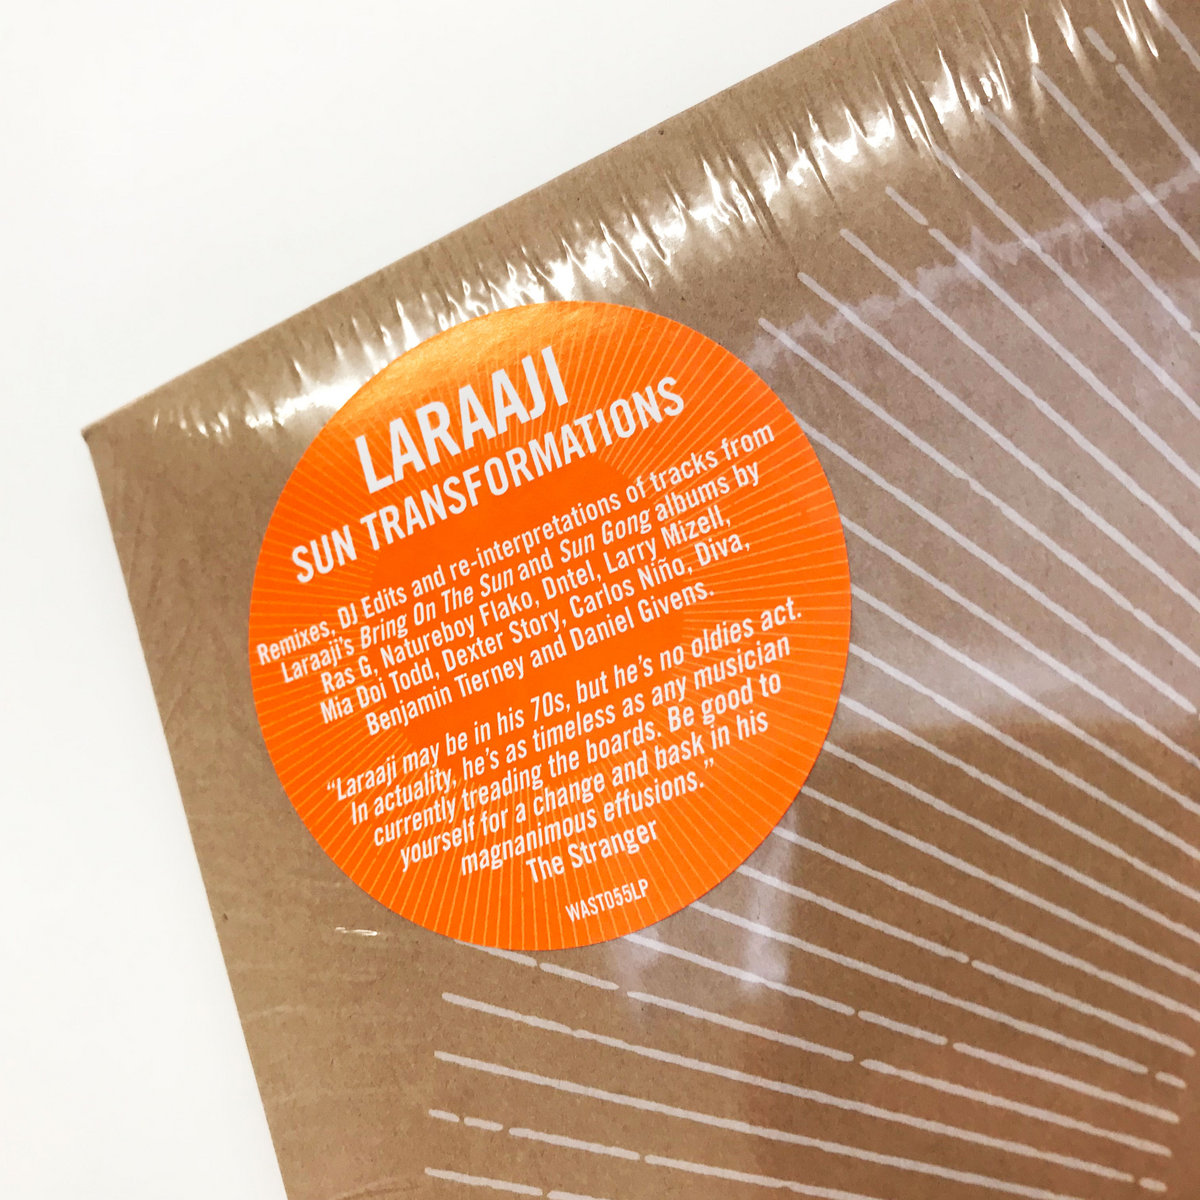 LARAAJI
SUN TRANSFORMATIONS
Remixes, DJ Edits and re-interpretations of tracks from
Laraaji's Bring On The Sun and Sun Gong albums by
Ras G, Natureboy Flako, Dntel, Larry Mizell,
Mia Doi Todd, Dexter Story, Carlos Niño, Diva,
Benjamin Tierney and Daniel Givens.
“Laraaji may be in his 70s, but he's no oldies act.
In actuality, he's as timeless as any musician
currently treading the boards. Be good to
yourself for a change and bask in his
magnanimous effusions.”
The Stranger
WAST055LP